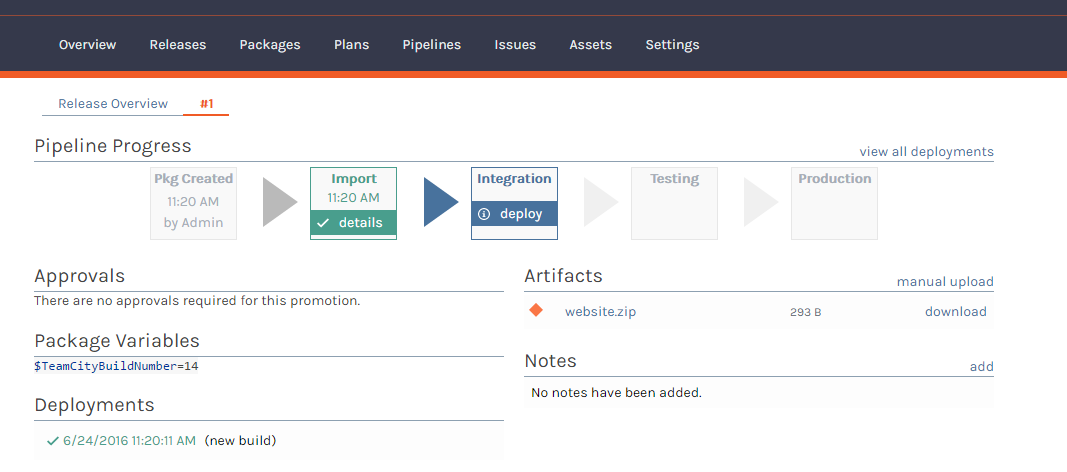 Overview Releases Packages Plans Pipelines Issues Assets Settings
Release Overview #1
Pipeline Progress
view all deployments
Pkg Created
11:20 AM
by Admin
Import
11:20 AM
details
Integration
deploy
Testing
Production
Approvals
There are no approvals required for this promotion.
Package Variables
$TeamCityBuildNumber=14
Deployments
6/24/2016 11:20:11 AM (new build)
Artifacts
manual upload
website.zip 293 B download
Notes
add
No notes have been added.